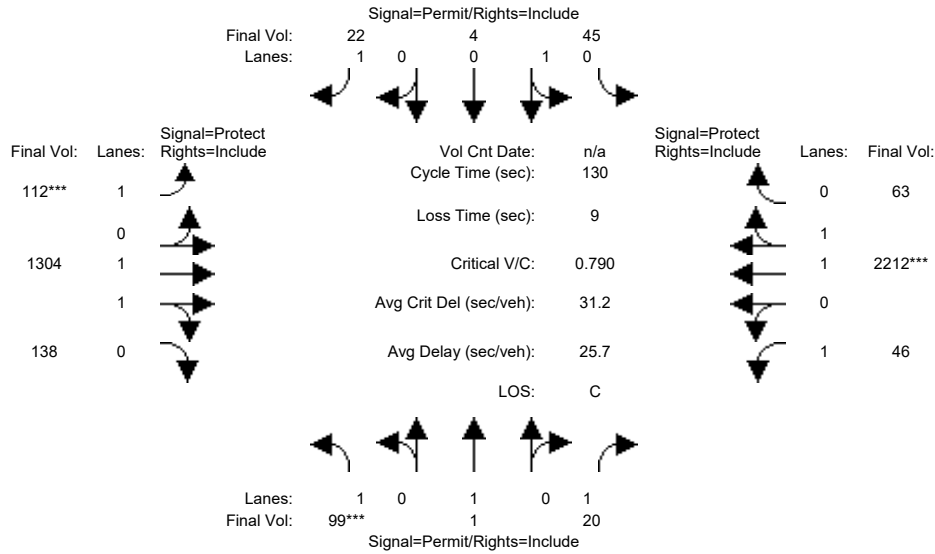 Signal=Permit/Rights=Include
Final Vol: 22 4 45
Lanes: 1 0 0 1 0
Signal=Protect
Final Vol: Lanes: Rights=Include
Vol Cnt Date: n/a
Signal=Protect
Rights=Include Lanes: Final Vol:
Cycle Time (sec): 130
112*** 1
0 63
Loss Time (sec): 9
0
1
1304 1
Critical V/C: 0.790
1 2212***
1
Avg Crit Del (sec/veh): 31.2
0
138 0
Avg Delay (sec/veh): 25.7
1 46
LOS: C
Lanes: 1 0 1 0 1
Final Vol: 99*** 1 20
Signal=Permit/Rights=Include